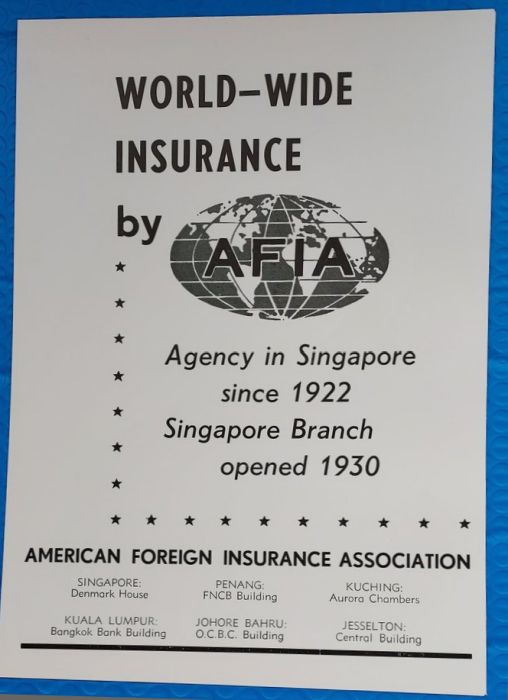 WORLD-WIDE
INSURANCE
by AFIA
Agency in Singapore
since 1922
Singapore Branch
opened 1930
AMERICAN FOREIGN INSURANCE ASSOCIATION
SINGAPORE: PENANG: KUCHING:
Denmark House FNCB Building Aurora Chambers
KUALA LUMPUR: JOHORE BAHRU: JESSELTON:
Bangkok Bank Building O.C.B.C. Building Central Building